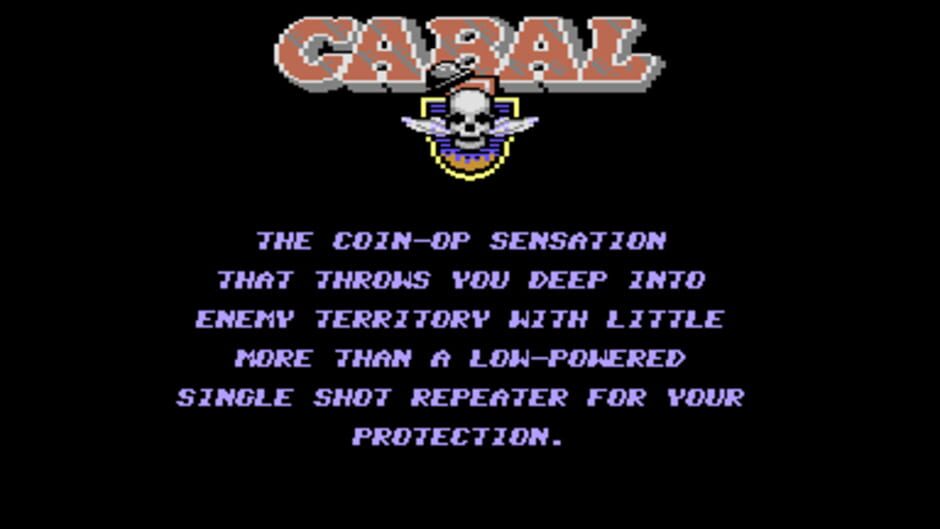 CABAL
THE COIN-OP SENSATION
THAT THROWS YOU DEEP INTO
ENEMY TERRITORY WITH LITTLE
MORE THAN A LOW-POWERED
SINGLE SHOT REPEATER FOR YOUR
PROTECTION.